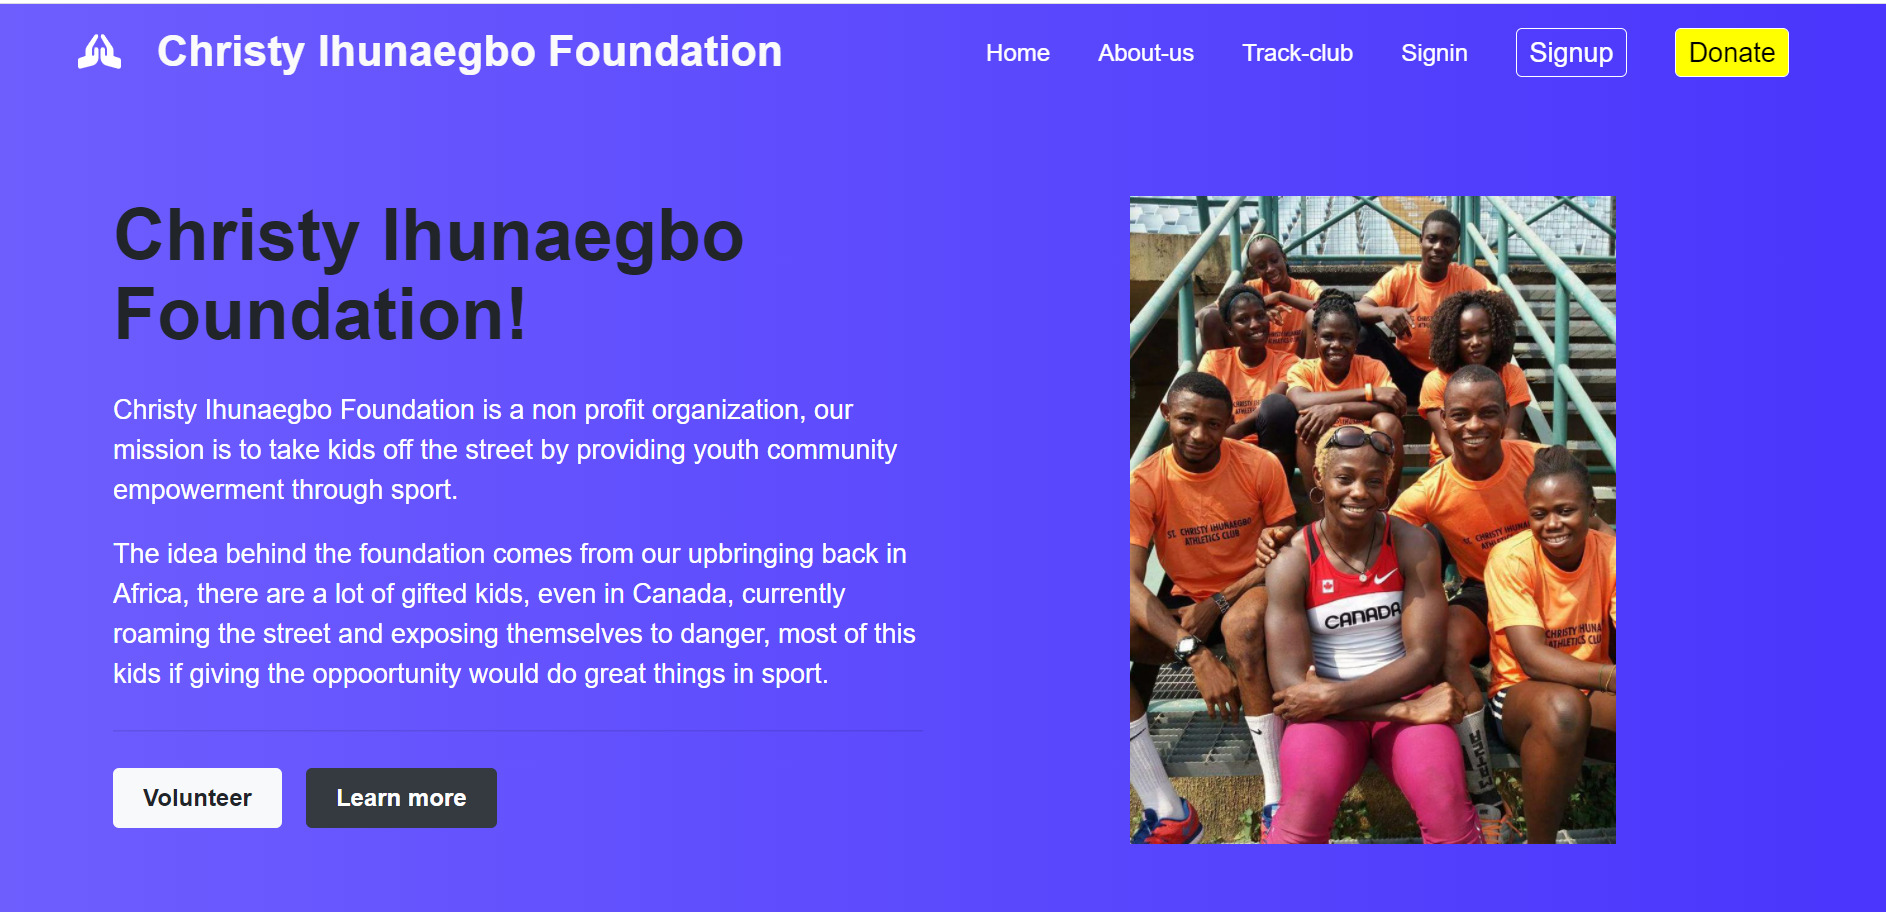 Christy Ihunaegbo Foundation
Home
About-us
Track-club
Signin
Signup
Donate
Christy Ihunaegbo
Foundation!
Christy Ihunaegbo Foundation is a non profit organization, our
mission is to take kids off the street by providing youth community
empowerment through sport.
The idea behind the foundation comes from our upbringing back in
Africa, there are a lot of gifted kids, even in Canada, currently
roaming the street and exposing themselves to danger, most of this
kids if giving the oppoortunity would do great things in sport.
Volunteer
Learn more
ST. CHRISTY IHUNAEGBO
ATHLETICS CLUB
CANADA
ST. CHRISTY IHUNA
CHRISTY HUNA
ATHLETICS CLU